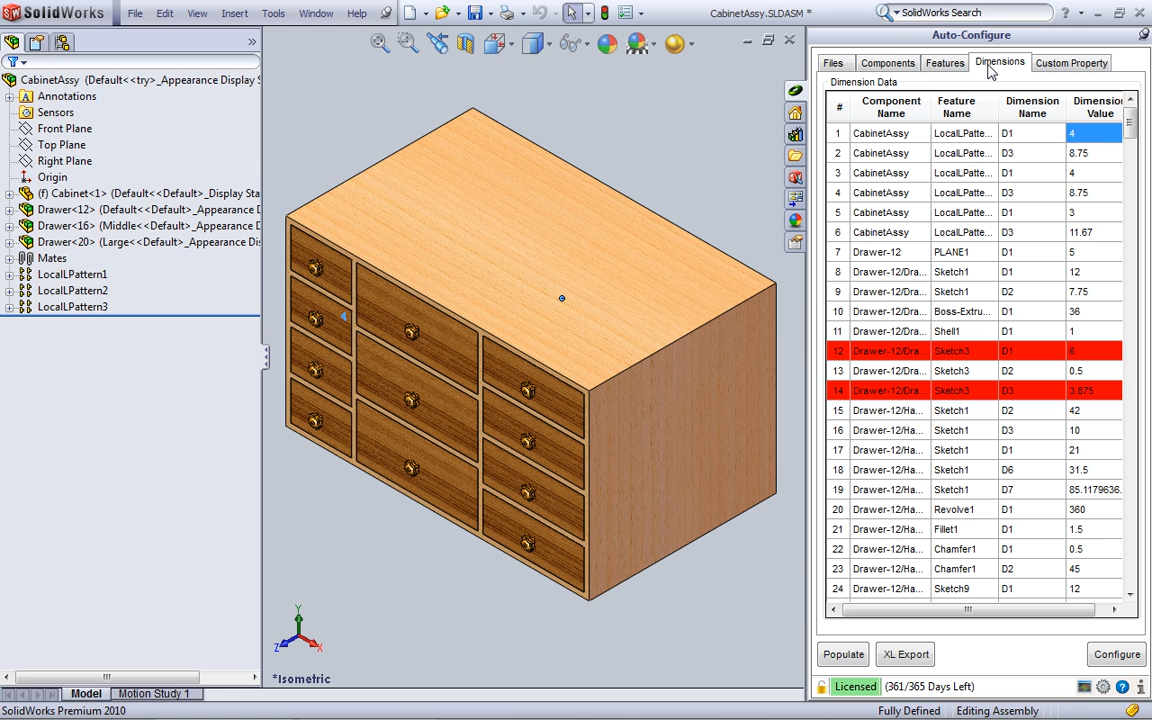 SolidWorks File Edit View Insert Tools Window Help CabinetAssy.SLDASM * SolidWorks Search
Auto-Configure
Files Components Features Dimensions Custom Property
Dimension Data
# Component Name Feature Name Dimension Name Dimension Value
1 CabinetAssy LocalLPatte... D1 4
2 CabinetAssy LocalLPatte... D3 8.75
3 CabinetAssy LocalLPatte... D1 4
4 CabinetAssy LocalLPatte... D3 8.75
5 CabinetAssy LocalLPatte... D1 3
6 CabinetAssy LocalLPatte... D3 11.67
7 Drawer-12 PLANE1 D1 5
8 Drawer-12/Dra... Sketch1 D1 12
9 Drawer-12/Dra... Sketch1 D2 7.75
10 Drawer-12/Dra... Boss-Extru... D1 36
11 Drawer-12/Dra... Shell1 D1 1
12 Drawer-12/Dra... Sketch3 D1 6
13 Drawer-12/Dra... Sketch3 D2 0.5
14 Drawer-12/Dra... Sketch3 D3 3.875
15 Drawer-12/Ha... Sketch1 D2 42
16 Drawer-12/Ha... Sketch1 D3 10
17 Drawer-12/Ha... Sketch1 D1 21
18 Drawer-12/Ha... Sketch1 D6 31.5
19 Drawer-12/Ha... Sketch1 D7 85.1179636.
20 Drawer-12/Ha... Revolve1 D1 360
21 Drawer-12/Ha... Fillet1 D1 1.5
22 Drawer-12/Ha... Chamfer1 D1 0.5
23 Drawer-12/Ha... Chamfer1 D2 45
24 Drawer-12/Ha... Sketch9 D1 12
Populate XL Export Configure
Licensed (361/365 Days Left)
CabinetAssy (Default<<try>_Appearance Display S
Annotations
Sensors
Front Plane
Top Plane
Right Plane
Origin
(f) Cabinet<1> (Default<<Default>_Display Sta
Drawer<12> (Default<<Default>_Appearance D
Drawer<16> (Middle<<Default>_Appearance D
Drawer<20> (Large<<Default>_Appearance Dis
Mates
LocalLPattern1
LocalLPattern2
LocalLPattern3
Y
Z X
*Isometric
Model Motion Study 1
SolidWorks Premium 2010 Fully Defined Editing Assembly